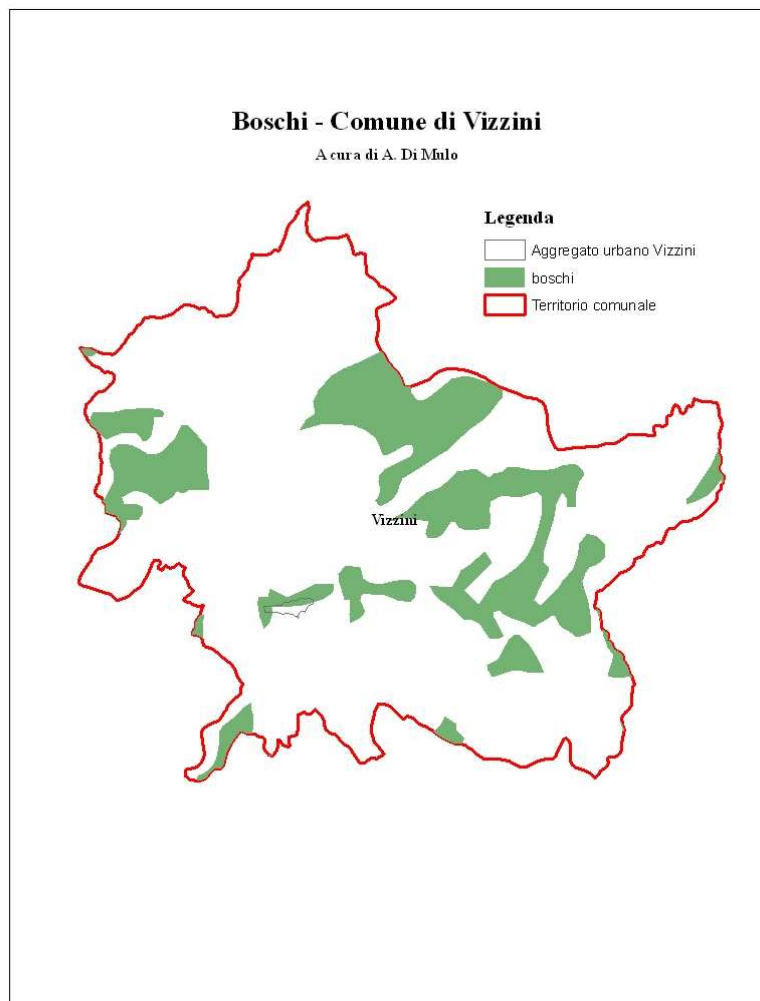 Boschi - Comune di Vizzini
A cura di A. Di Mulo
Legenda
Aggregato urbano Vizzini
boschi
Territorio comunale
Vizzini